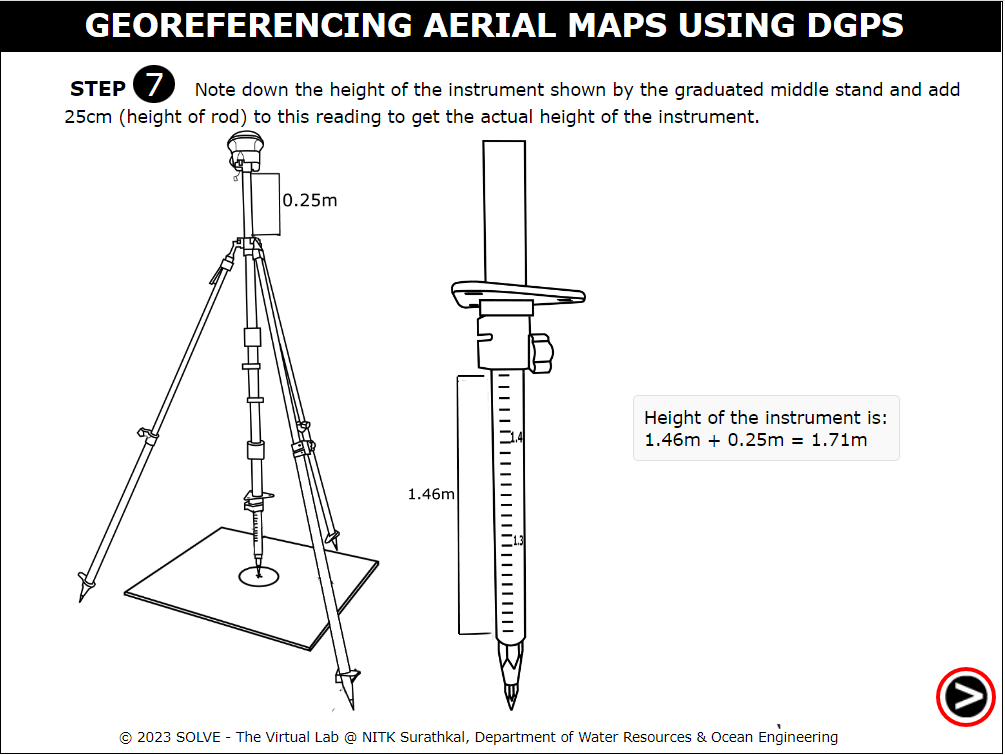 GEOREFERENCING AERIAL MAPS USING DGPS
STEP 7 Note down the height of the instrument shown by the graduated middle stand and add
25cm (height of rod) to this reading to get the actual height of the instrument.
0.25m
1.4
Height of the instrument is:
1.46m + 0.25m = 1.71m
1.46m
1.3
© 2023 SOLVE - The Virtual Lab @ NITK Surathkal, Department of Water Resources & Ocean Engineering